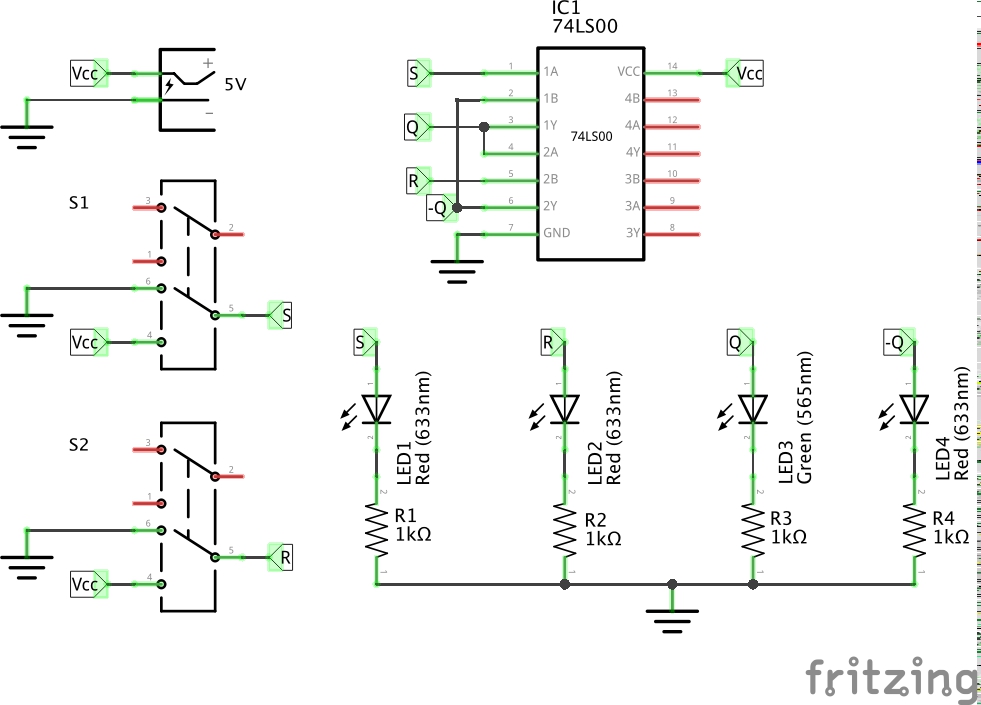 IC1
74LS00
Vcc
+
5V
−
S
1
1A
VCC
14
Vcc
2
1B
4B
13
Q
3
1Y
4A
12
74LS00
4
2A
4Y
11
R
5
2B
3B
10
-Q
6
2Y
3A
9
7
GND
3Y
8
S1
3
2
1
6
5
S
Vcc
4
S2
3
2
1
6
5
R
Vcc
4
S
1
2
LED1
Red (633nm)
2
R1
1kΩ
1
R
1
2
LED2
Red (633nm)
2
R2
1kΩ
1
Q
1
2
LED3
Green (565nm)
2
R3
1kΩ
1
-Q
1
2
LED4
Red (633nm)
2
R4
1kΩ
1
fritzing